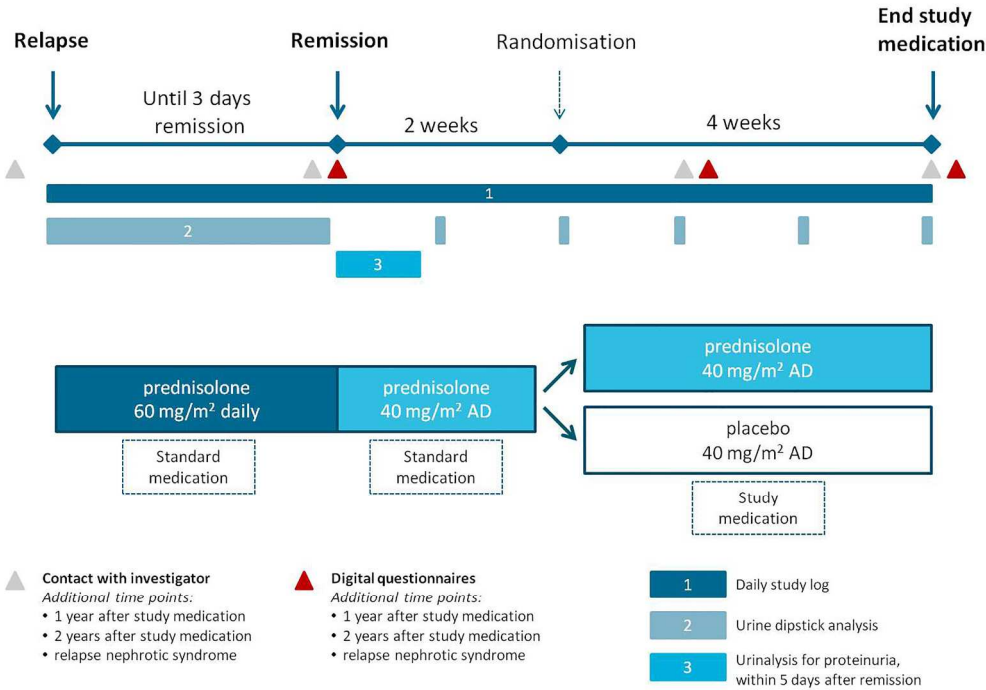 Relapse
Remission
Randomisation
End study
medication
Until 3 days
remission
2 weeks
4 weeks
1
2
3
prednisolone
60 mg/m² daily
prednisolone
40 mg/m² AD
prednisolone
40 mg/m² AD
placebo
40 mg/m² AD
Standard
medication
Standard
medication
Study
medication
Contact with investigator
Additional time points:
• 1 year after study medication
• 2 years after study medication
• relapse nephrotic syndrome
Digital questionnaires
Additional time points:
• 1 year after study medication
• 2 years after study medication
• relapse nephrotic syndrome
1 Daily study log
2 Urine dipstick analysis
3 Urinalysis for proteinuria,
within 5 days after remission